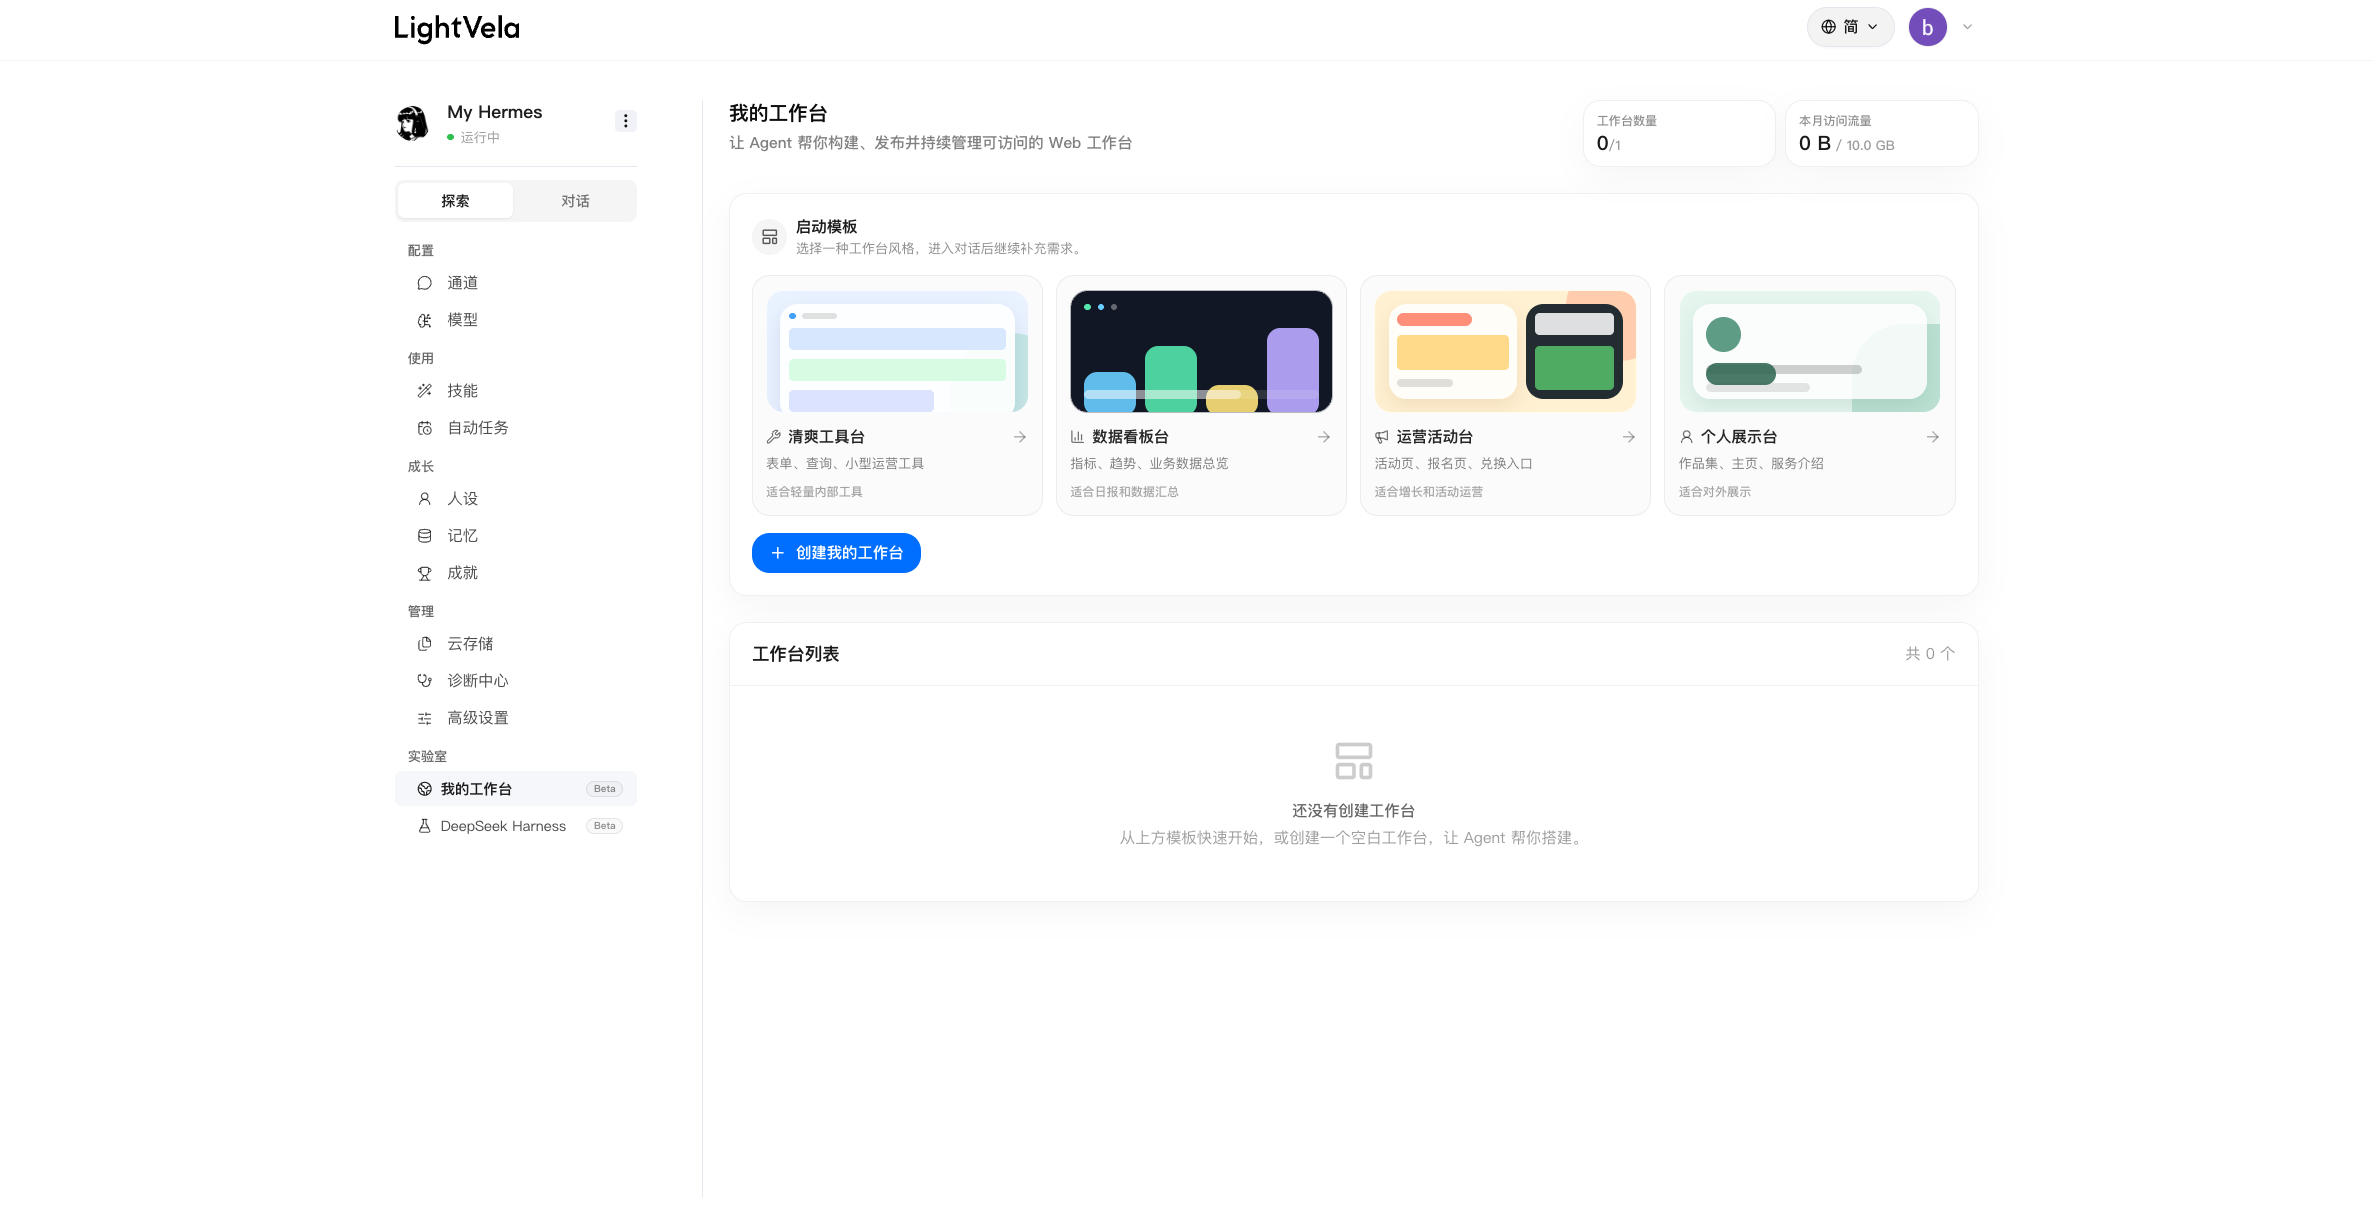 LightVela
简
b
My Hermes
运行中
探索
对话
配置
通道
模型
使用
技能
自动任务
成长
人设
记忆
成就
管理
云存储
诊断中心
高级设置
实验室
我的工作台 Beta
DeepSeek Harness Beta
我的工作台
让 Agent 帮你构建、发布并持续管理可访问的 Web 工作台
工作台数量
0/1
本月访问流量
0 B / 10.0 GB
启动模板
选择一种工作台风格，进入对话后继续补充需求。
清爽工具台
表单、查询、小型运营工具
适合轻量内部工具
数据看板台
指标、趋势、业务数据总览
适合日报和数据汇总
运营活动台
活动页、报名页、兑换入口
适合增长和活动运营
个人展示台
作品集、主页、服务介绍
适合对外展示
创建我的工作台
工作台列表
共 0 个
还没有创建工作台
从上方模板快速开始，或创建一个空白工作台，让 Agent 帮你搭建。